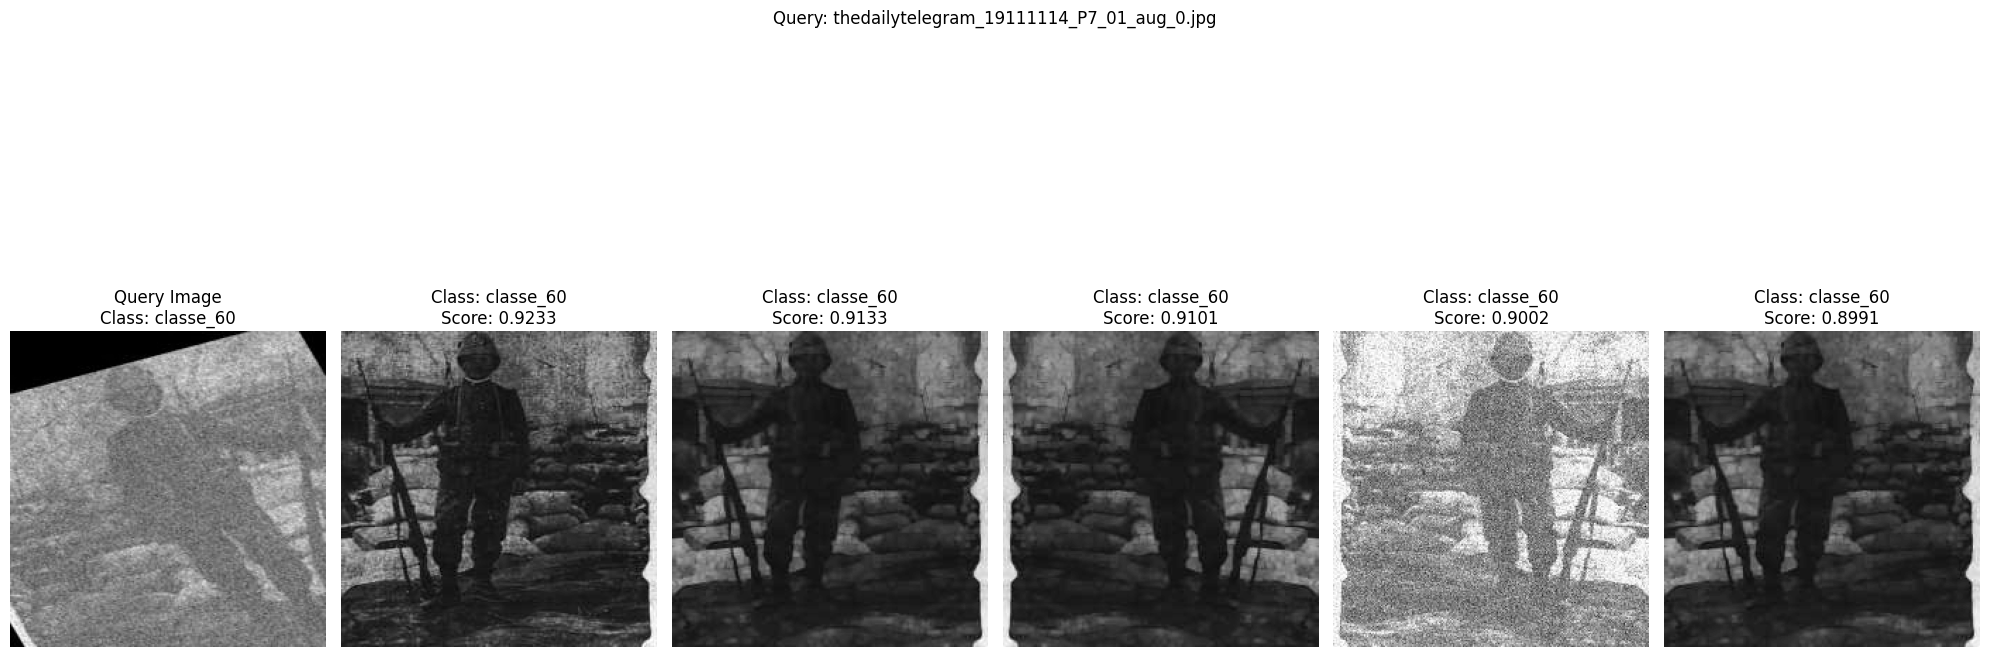 Query: thedailytelegram_19111114_P7_01_aug_0.jpg
Query Image
Class: classe_60
Class: classe_60
Score: 0.9233
Class: classe_60
Score: 0.9133
Class: classe_60
Score: 0.9101
Class: classe_60
Score: 0.9002
Class: classe_60
Score: 0.8991